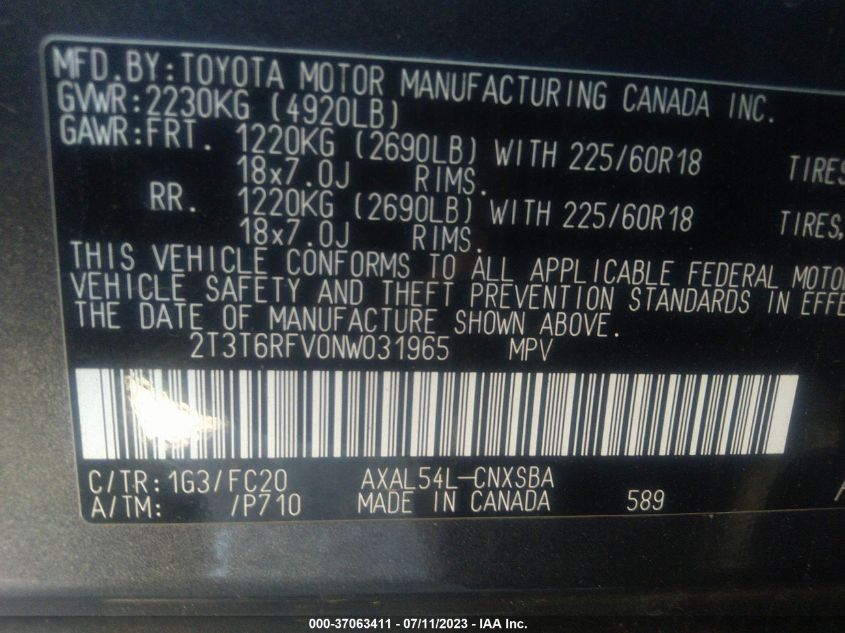 MFD.BY:TOYOTA MOTOR MANUFACTURING CANADA INC.
GVWR:2230KG (4920LB)
GAWR:FRT. 1220KG (2690LB) WITH 225/60R18 TIRES
18x7.0J RIMS.
RR. 1220KG (2690LB) WITH 225/60R18 TIRES,
18x7.0J RIMS.
THIS VEHICLE CONFORMS TO ALL APPLICABLE FEDERAL MOTO
VEHICLE SAFETY AND THEFT PREVENTION STANDARDS IN EFFE
THE DATE OF MANUFACTURE SHOWN ABOVE.
2T3T6RFV0NW031965 MPV
C/TR:1G3/FC20 AXAL54L-CNXSBA
A/TM: /P710 MADE IN CANADA 589
000-37063411 - 07/11/2023 - IAA Inc.